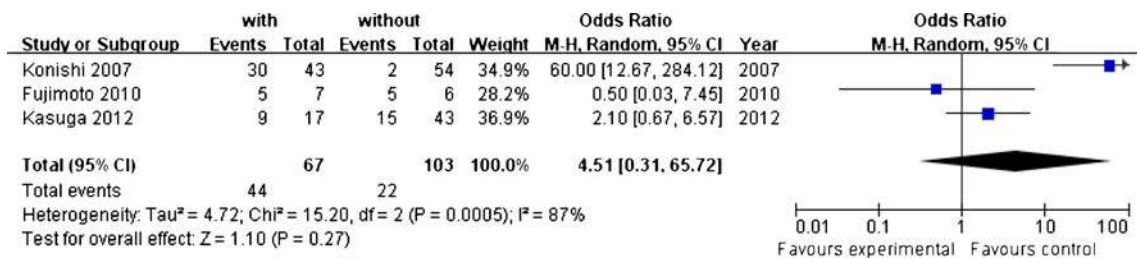 with without Odds Ratio Odds Ratio
Study or Subgroup Events Total Events Total Weight M-H, Random, 95% CI Year M-H, Random, 95% CI
Konishi 2007 30 43 2 54 34.9% 60.00 [12.67, 284.12] 2007
Fujimoto 2010 5 7 5 6 28.2% 0.50 [0.03, 7.45] 2010
Kasuga 2012 9 17 15 43 36.9% 2.10 [0.67, 6.57] 2012
Total (95% CI) 67 103 100.0% 4.51 [0.31, 65.72]
Total events 44 22
Heterogeneity: Tau² = 4.72; Chi² = 15.20, df = 2 (P = 0.0005); I² = 87%
Test for overall effect: Z = 1.10 (P = 0.27)
0.01 0.1 1 10 100
Favours experimental Favours control